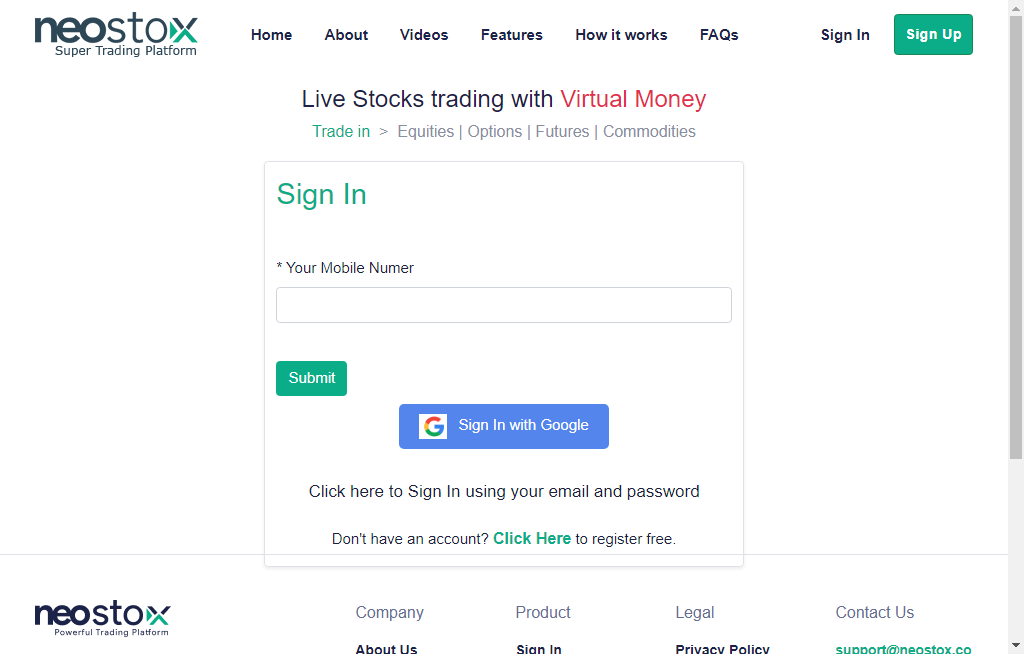 neostox
Super Trading Platform
Home About Videos Features How it works FAQs Sign In Sign Up
Live Stocks trading with Virtual Money
Trade in > Equities | Options | Futures | Commodities
Sign In
* Your Mobile Numer
Submit
G Sign In with Google
Click here to Sign In using your email and password
Don't have an account? Click Here to register free.
neostox
Powerful Trading Platform
Company Product Legal Contact Us
About Us Sign In Privacy Policy support@neostox.co